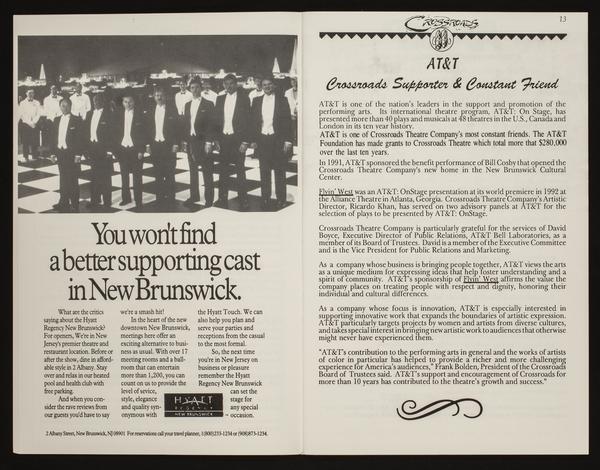 You won't find
a better supporting cast
in New Brunswick.
What are the critics
saying about the Hyatt
Regency New Brunswick?
For openers, We're in New
Jersey's premier theatre and
restaurant location. Before or
after the show, dine in afford-
able style in 2 Albany. Stay
over and relax in our heated
pool and health club with
free parking.
And when you con-
sider the rave reviews from
our guests you'd have to say
we're a smash hit!
In the heart of the new
downtown New Brunswick,
meetings here offer an
exciting alternative to busi-
ness as usual. With over 17
meeting rooms and a ball-
room that can entertain
more than 1,200, you can
count on us to provide the
level of service,
style, elegance
and quality syn-
onymous with
the Hyatt Touch. We can
also help you plan and
serve your parties and
receptions from the casual
to the most formal.
So, the next time
you're in New Jersey on
business or pleasure
remember the Hyatt
Regency New Brunswick
can set the
stage for
any special
occasion.
HYATT
REGENCY
NEW BRUNSWICK
2 Albany Street, New Brunswick, NJ 08901 For reservations call your travel planner, 1(800)233-1234 or (908)873-1234.
CROSSROADS
13
AT&T
Crossroads Supporter & Constant Friend
AT&T is one of the nation's leaders in the support and promotion of the
performing arts. Its international theatre program, AT&T: On Stage, has
presented more than 40 plays and musicals at 48 theatres in the U.S., Canada and
London in its ten year history.
AT&T is one of Crossroads Theatre Company's most constant friends. The AT&T
Foundation has made grants to Crossroads Theatre which total more that $280,000
over the last ten years.
In 1991, AT&T sponsored the benefit performance of Bill Cosby that opened the
Crossroads Theatre Company's new home in the New Brunswick Cultural
Center.
Flyin' West was an AT&T: OnStage presentation at its world premiere in 1992 at
the Alliance Theatre in Atlanta, Georgia. Crossroads Theatre Company's Artistic
Director, Ricardo Khan, has served on two advisory panels at AT&T for the
selection of plays to be presented by AT&T: OnStage.
Crossroads Theatre Company is particularly grateful for the services of David
Boyce, Executive Director of Public Relations, AT&T Bell Laboratories, as a
member of its Board of Trustees. David is a member of the Executive Committee
and is the Vice President for Public Relations and Marketing.
As a company whose business is bringing people together, AT&T views the arts
as a unique medium for expressing ideas that help foster understanding and a
spirit of community. AT&T's sponsorship of Flyin' West affirms the value the
company places on treating people with respect and dignity, honoring their
individual and cultural differences.
As a company whose focus is innovation, AT&T is especially interested in
supporting innovative work that expands the boundaries of artistic expression.
AT&T particularly targets projects by women and artists from diverse cultures,
and takes special interest in bringing new artistic work to audiences that otherwise
might never have experienced them.
"AT&T's contribution to the performing arts in general and the works of artists
of color in particular has helped to provide a richer and more challenging
experience for America's audiences," Frank Bolden, President of the Crossroads
Board of Trustees said. AT&T's support and encouragement of Crossroads for
more than 10 years has contributed to the theatre's growth and success."